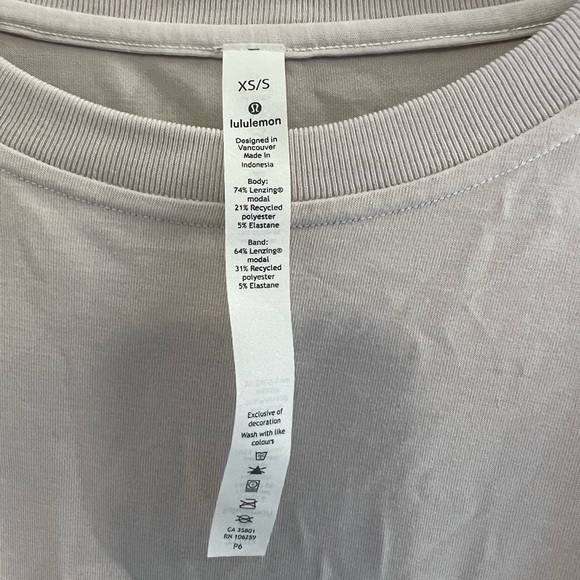 XS/S
lululemon
Designed in
Vancouver
Made in
Indonesia
Body:
74% Lenzing®
modal
21% Recycled
polyester
5% Elastane
Band:
64% Lenzing®
modal
31% Recycled
polyester
5% Elastane
Exclusive of
decoration
Wash with like
colours
CA 35801
RN 106259
P6